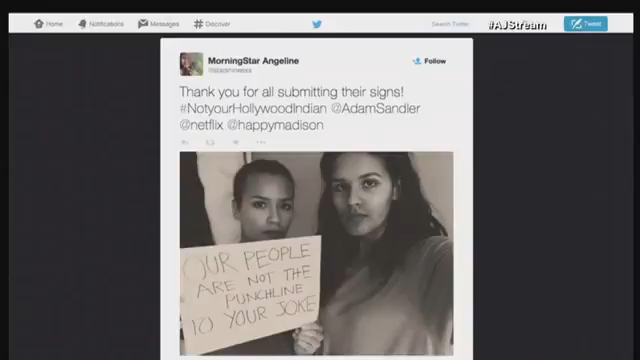 Home Notifications Messages # Discover Search Twitter #AJStream Tweet
MorningStar Angeline
Follow
Thank you for all submitting their signs!
#NotyourHollywoodIndian @AdamSandler
@netflix @happymadison
OUR PEOPLE
ARE NOT THE
PUNCHLINE
TO YOUR JOKE